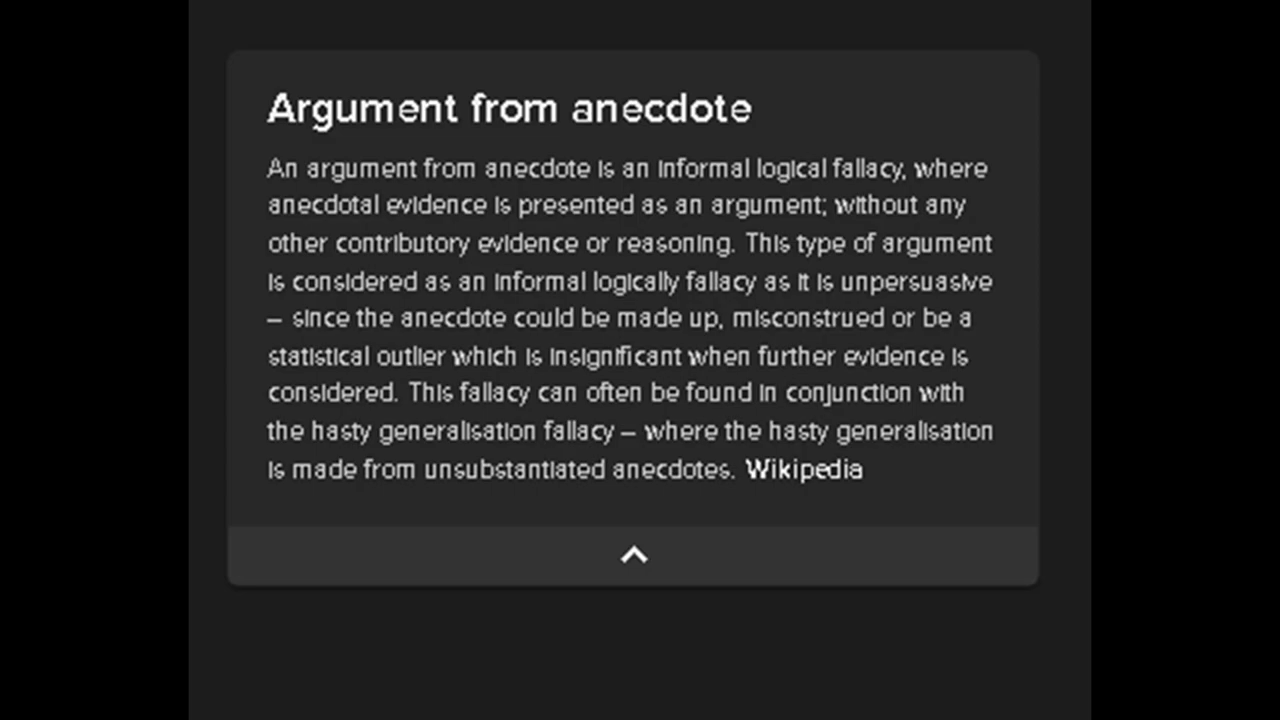 Argument from anecdote
An argument from anecdote is an informal logical fallacy, where
anecdotal evidence is presented as an argument; without any
other contributory evidence or reasoning. This type of argument
is considered as an informal logically fallacy as it is unpersuasive
– since the anecdote could be made up, misconstrued or be a
statistical outlier which is insignificant when further evidence is
considered. This fallacy can often be found in conjunction with
the hasty generalisation fallacy – where the hasty generalisation
is made from unsubstantiated anecdotes. Wikipedia